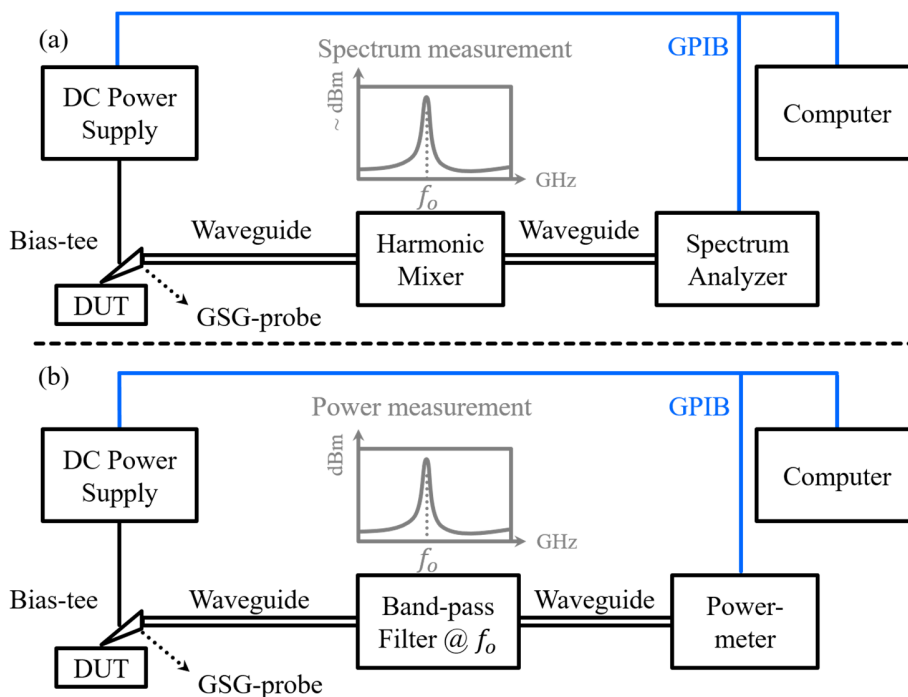 (a)
Spectrum measurement
GPIB
DC Power
Supply
~ dBm
GHz
fₒ
Computer
Bias-tee
Waveguide
Harmonic
Mixer
Waveguide
Spectrum
Analyzer
DUT
GSG-probe
(b)
Power measurement
GPIB
DC Power
Supply
dBm
GHz
fₒ
Computer
Bias-tee
Waveguide
Band-pass
Filter @ fₒ
Waveguide
Power-
meter
DUT
GSG-probe